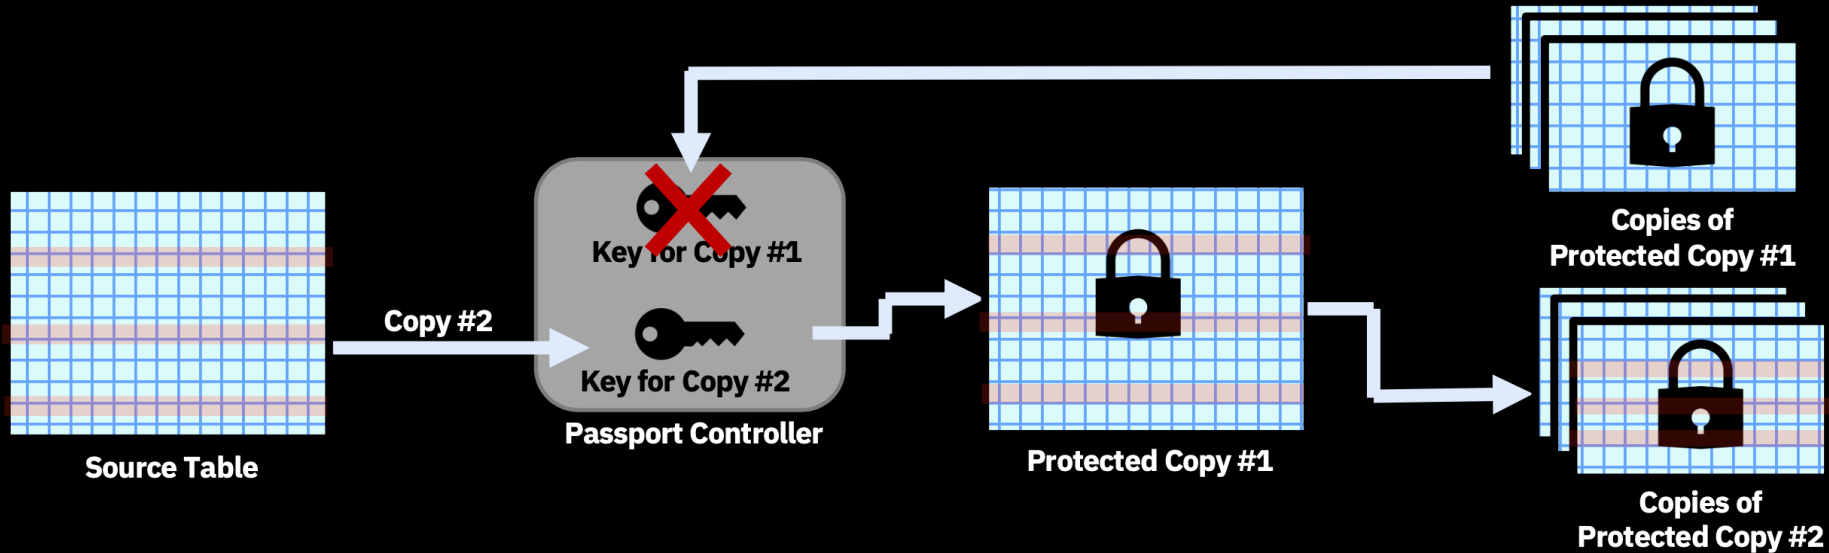 Copies of
Protected Copy #1
Key for Copy #1
Copy #2
Key for Copy #2
Passport Controller
Source Table
Protected Copy #1
Copies of
Protected Copy #2